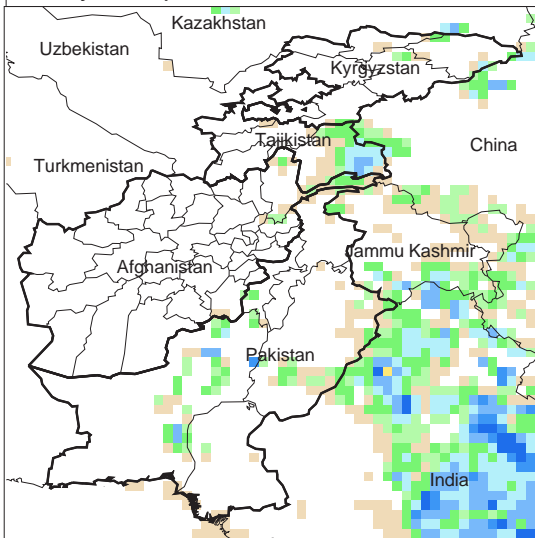 Kazakhstan
Uzbekistan
Kyrgyzstan
Tajikistan
China
Turkmenistan
Jammu Kashmir
Afghanistan
Pakistan
India